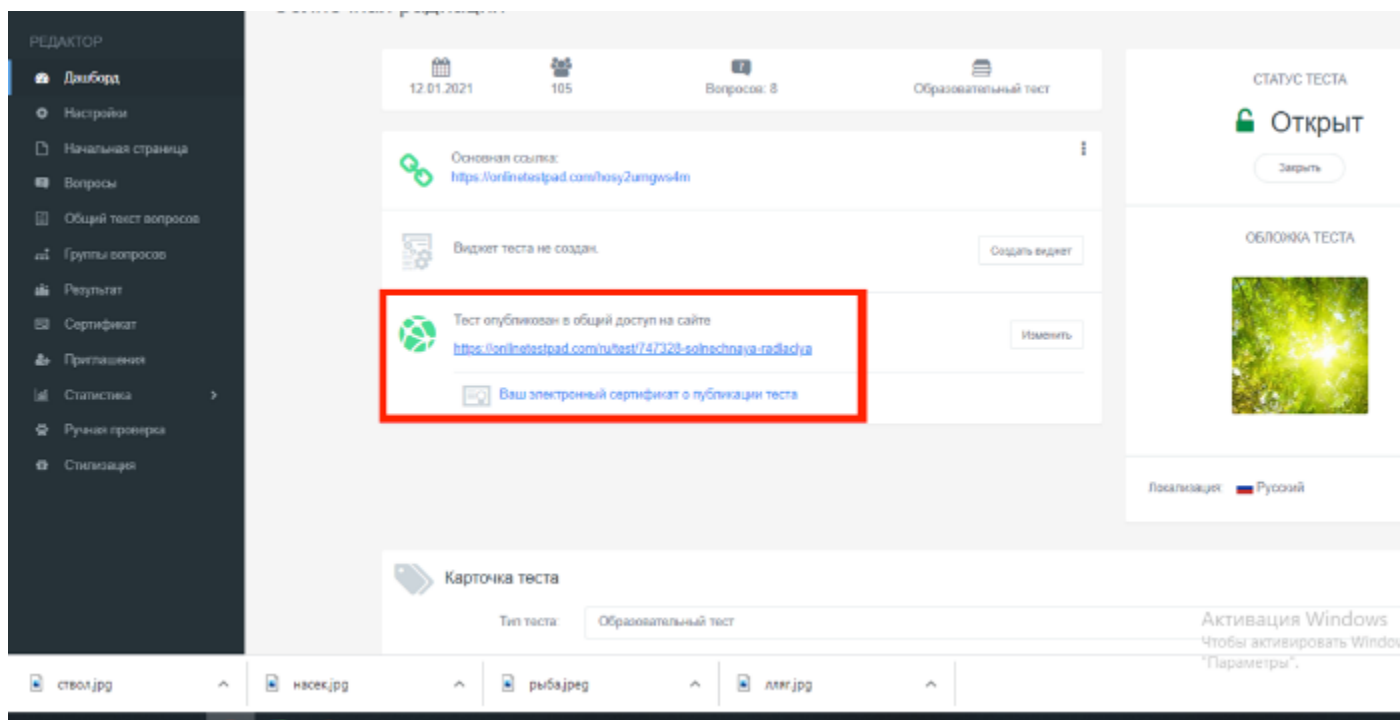 РЕДАКТОР
Дашборд
Настройки
Начальная страница
Вопросы
Общий текст вопросов
Группы вопросов
Результат
Сертификат
Приглашения
Статистика
Ручная проверка
Стилизация
12.01.2021
105
Вопросов: 8
Образовательный тест
Основная ссылка:
https://onlinetestpad.com/hosy2umgws4m
Виджет теста не создан.
Создать виджет
Тест опубликован в общий доступ на сайте
https://onlinetestpad.com/ru/test/747328-solnechnaya-radiaciya
Изменить
Ваш электронный сертификат о публикации теста
СТАТУС ТЕСТА
Открыт
Закрыть
ОБЛОЖКА ТЕСТА
Локализация: Русский
Карточка теста
Тип теста: Образовательный тест
Активация Windows
Чтобы активировать Windov
"Параметры".
ствол.jpg
насек.jpg
рыба.jpeg